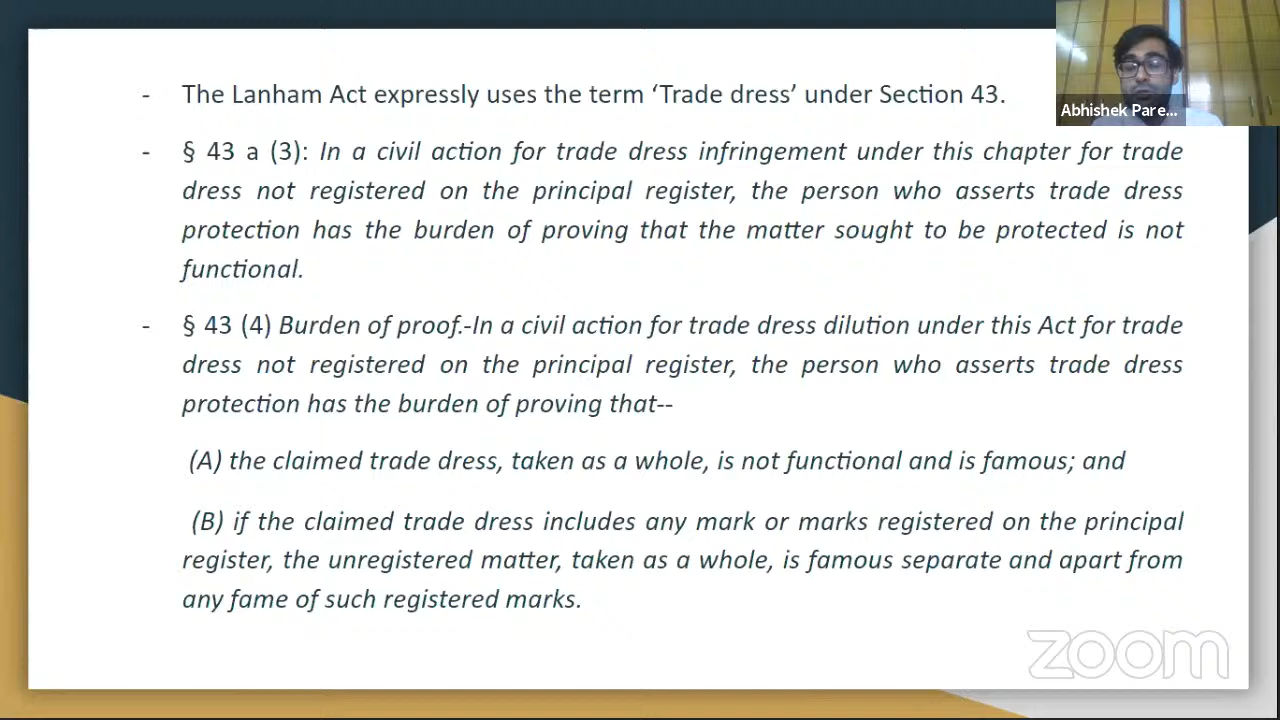 - The Lanham Act expressly uses the term ‘Trade dress’ under Section 43.
Abhishek Pare...
- § 43 a (3): In a civil action for trade dress infringement under this chapter for trade
dress not registered on the principal register, the person who asserts trade dress
protection has the burden of proving that the matter sought to be protected is not
functional.
- § 43 (4) Burden of proof.-In a civil action for trade dress dilution under this Act for trade
dress not registered on the principal register, the person who asserts trade dress
protection has the burden of proving that--
(A) the claimed trade dress, taken as a whole, is not functional and is famous; and
(B) if the claimed trade dress includes any mark or marks registered on the principal
register, the unregistered matter, taken as a whole, is famous separate and apart from
any fame of such registered marks.
zoom